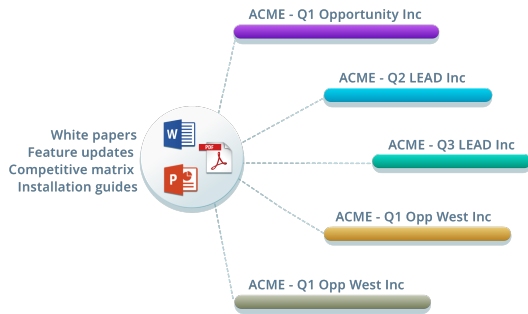 ACME - Q1 Opportunity Inc
ACME - Q2 LEAD Inc
White papers
Feature updates
Competitive matrix
Installation guides
W
PDF
P
ACME - Q3 LEAD Inc
ACME - Q1 Opp West Inc
ACME - Q1 Opp West Inc